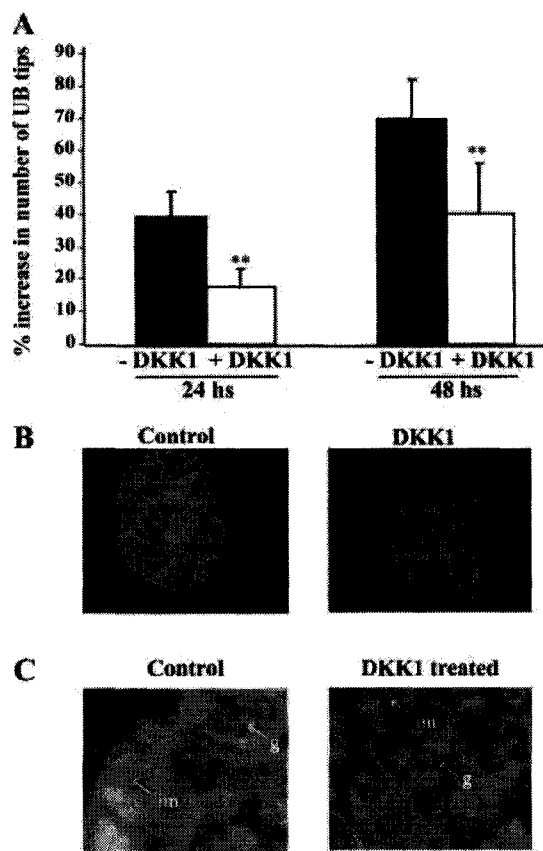 A
% increase in number of UB tips
90
80
70
60
50
40
30
20
10
0
**
**
- DKK1 + DKK1
- DKK1 + DKK1
24 hs
48 hs
B
Control
DKK1
C
Control
DKK1 treated
g
m
g